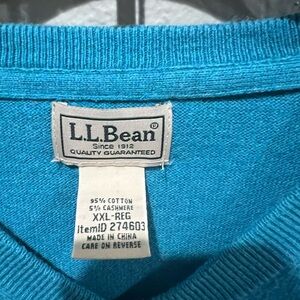 L.L.Bean®
Since 1912
QUALITY GUARANTEED
95% COTTON
5% CASHMERE
XXL-REG
ItemID 274603
MADE IN CHINA
CARE ON REVERSE